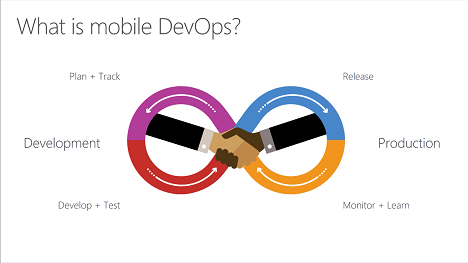 What is mobile DevOps?
Plan + Track
Release
Development
Production
Develop + Test
Monitor + Learn